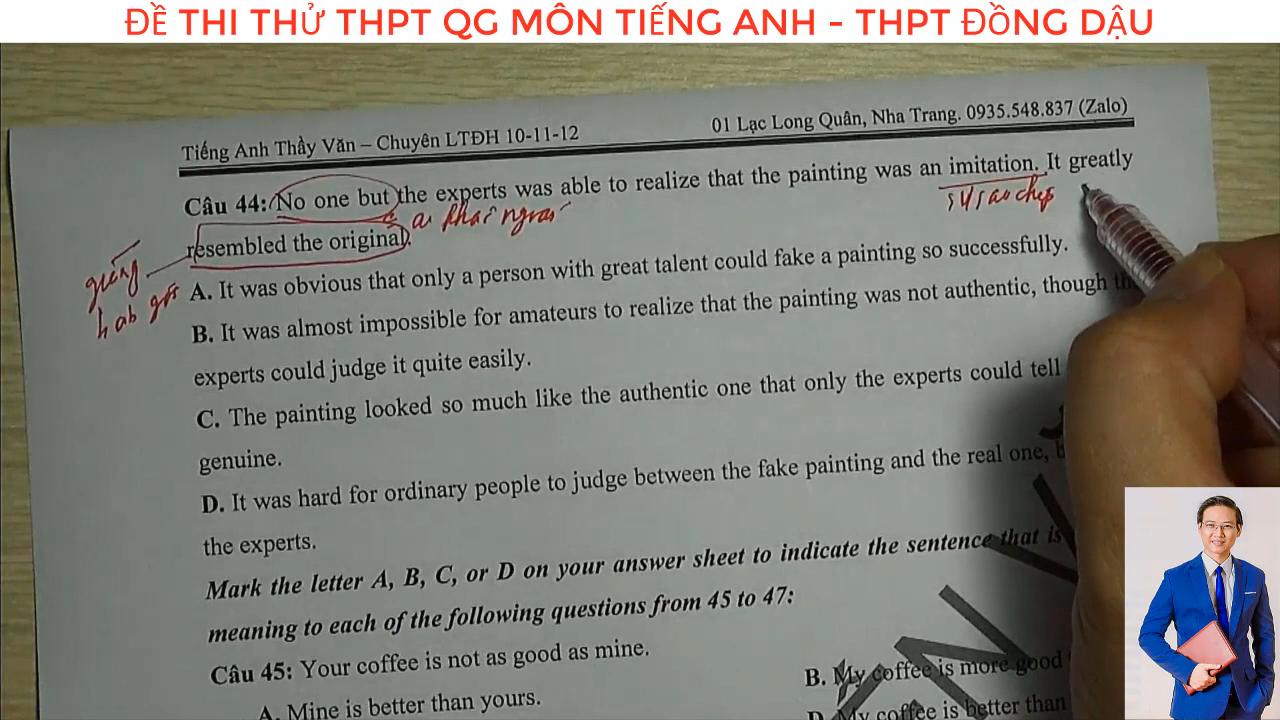 ĐỀ THI THỬ THPT QG MÔN TIẾNG ANH - THPT ĐỒNG DẬU
Tiếng Anh Thầy Văn – Chuyên LTĐH 10-11-12 01 Lạc Long Quân, Nha Trang. 0935.548.837 (Zalo)
Câu 44: No one but the experts was able to realize that the painting was an imitation. It greatly
sự sao chép
resembled the original.
A. It was obvious that only a person with great talent could fake a painting so successfully.
B. It was almost impossible for amateurs to realize that the painting was not authentic, though
experts could judge it quite easily.
C. The painting looked so much like the authentic one that only the experts could tell
genuine.
D. It was hard for ordinary people to judge between the fake painting and the real one,
the experts.
Mark the letter A, B, C, or D on your answer sheet to indicate the sentence that is
meaning to each of the following questions from 45 to 47:
Câu 45: Your coffee is not as good as mine.
A. Mine is better than yours. B. My coffee is more good
D. My coffee is better than